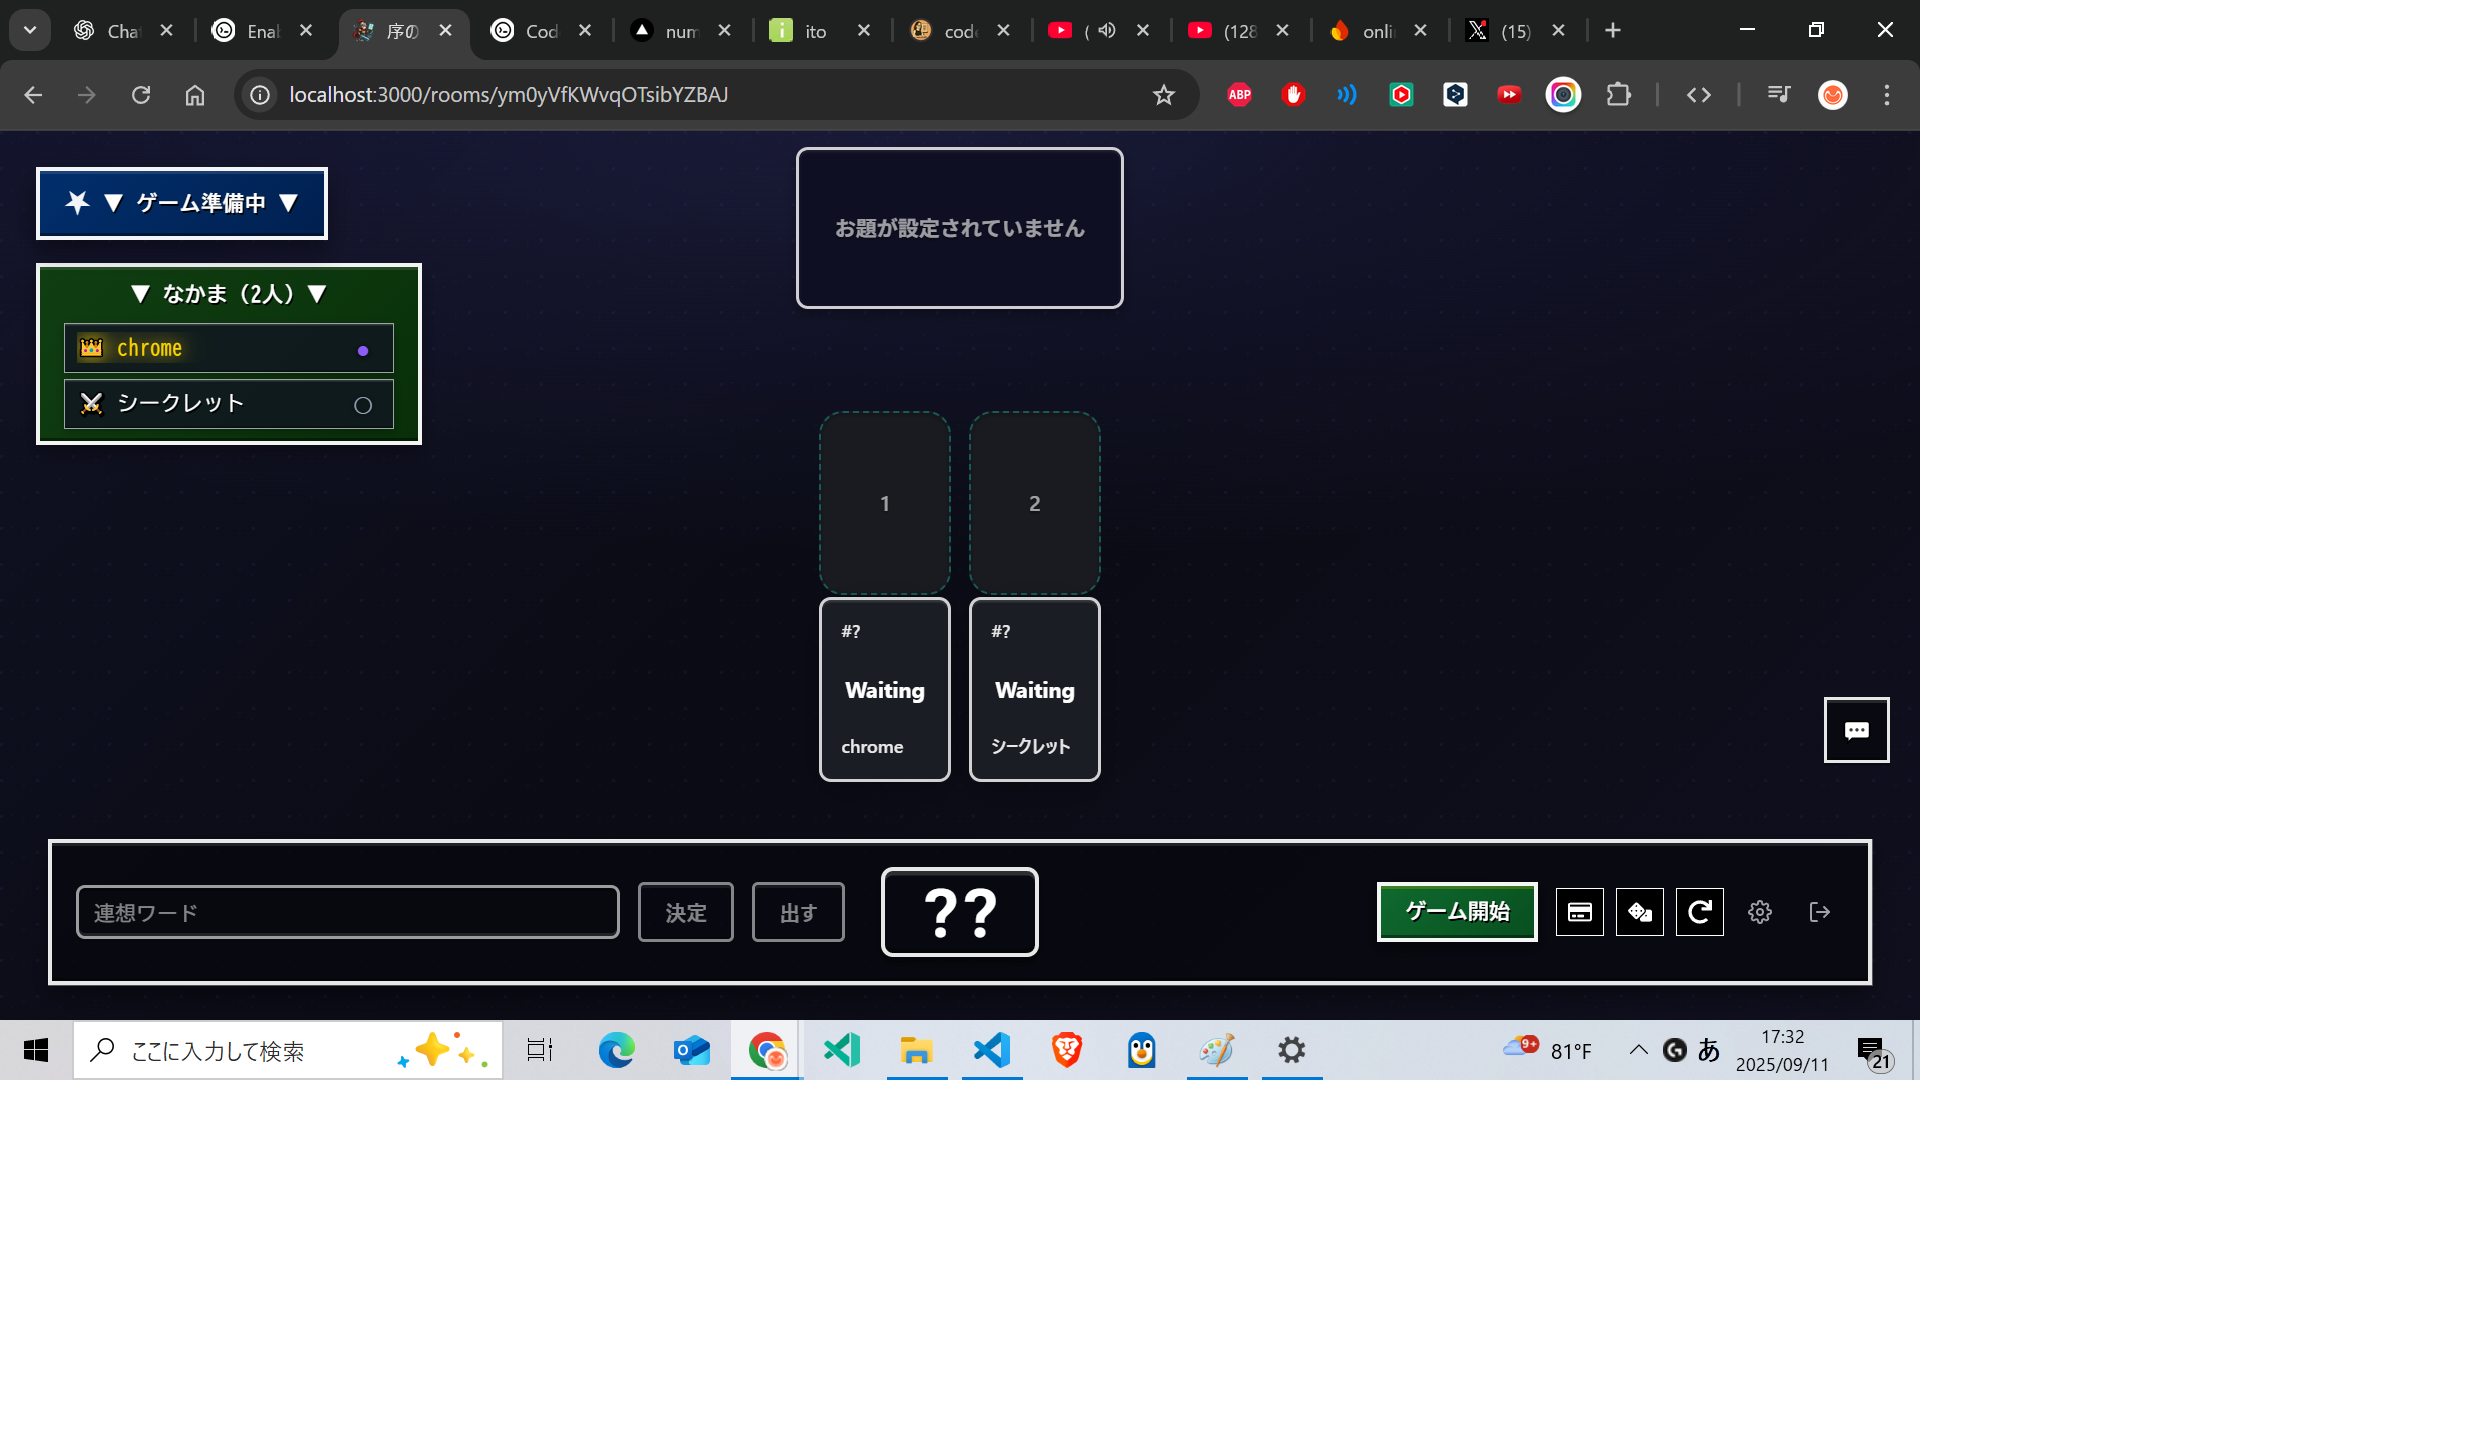 Cha
Ena
序の
Cod
num
ito
code
(
(128
onli
(15)
localhost:3000/rooms/ym0yVfKWvqOTsibYZBAJ
ABP
▼ ゲーム準備中 ▼
お題が設定されていません
▼ なかま（2人）▼
chrome
シークレット
1
2
#?
#?
Waiting
Waiting
chrome
シークレット
連想ワード
決定
出す
??
ゲーム開始
ここに入力して検索
9+
81°F
あ
17:32
2025/09/11
21